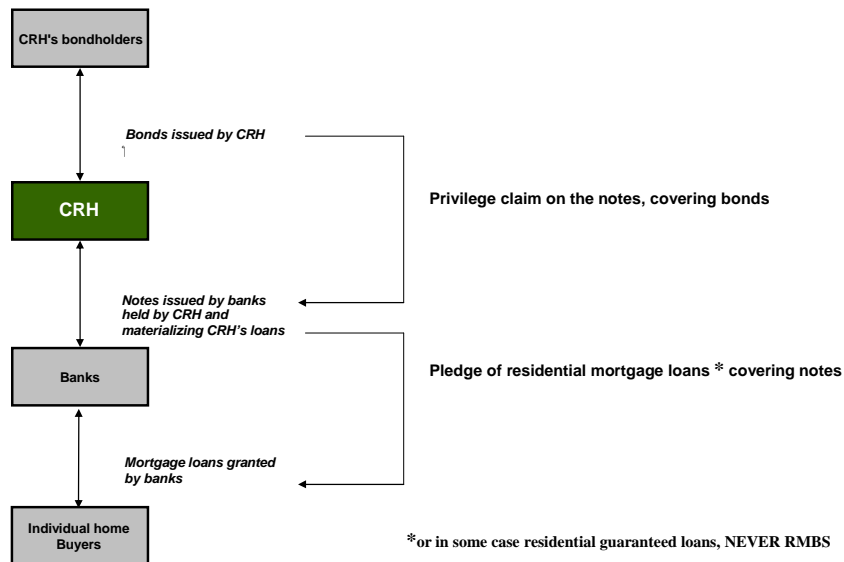 CRH's bondholders
Bonds issued by CRH
CRH
Privilege claim on the notes, covering bonds
Notes issued by banks
held by CRH and
materializing CRH’s loans
Banks
Pledge of residential mortgage loans * covering notes
Mortgage loans granted
by banks
Individual home
Buyers
*or in some case residential guaranteed loans, NEVER RMBS